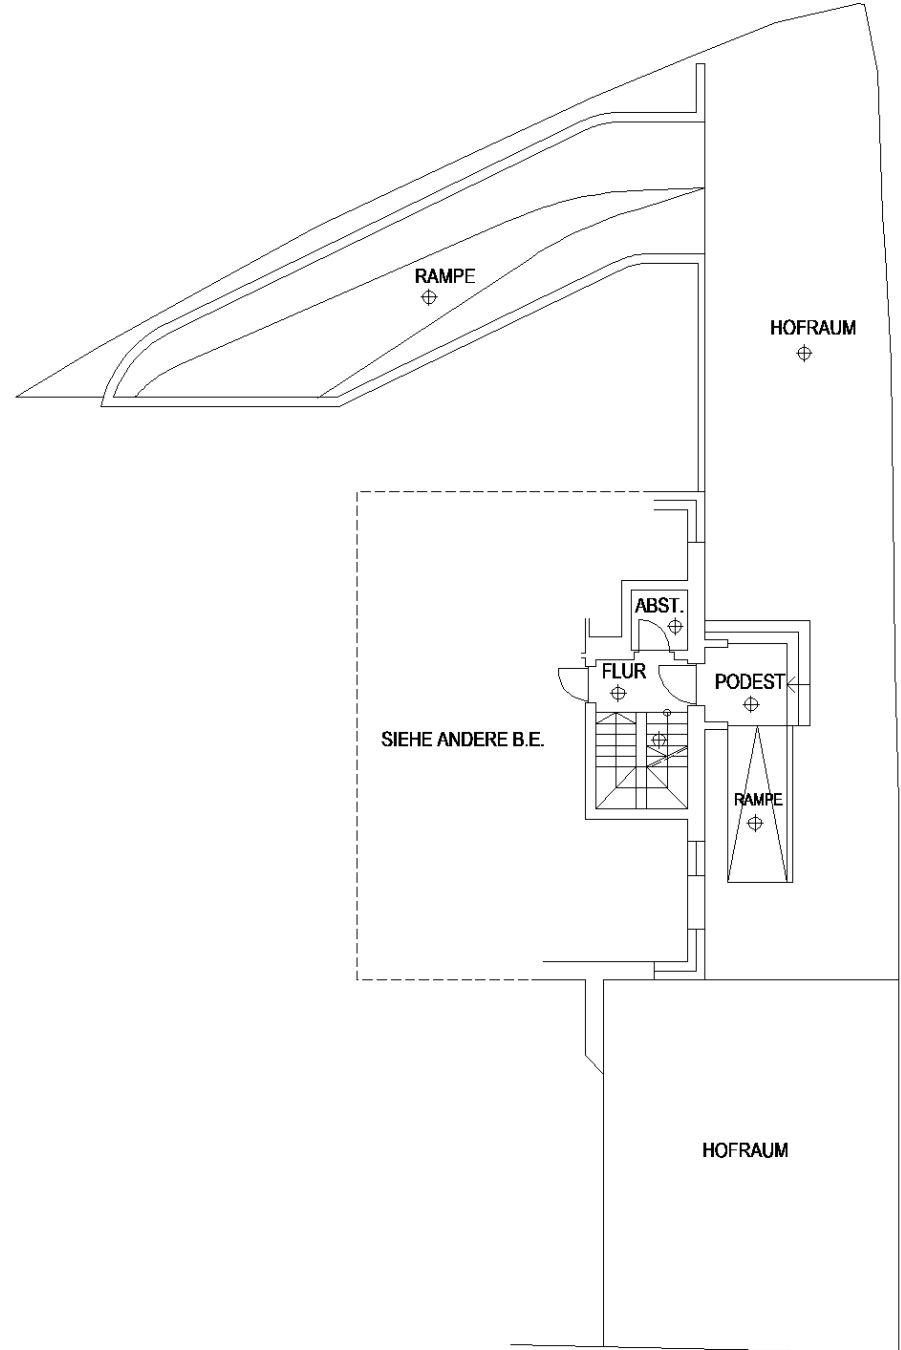 RAMPE
HOFRAUM
ABST.
FLUR
PODEST
SIEHE ANDERE B.E.
RAMPE
HOFRAUM